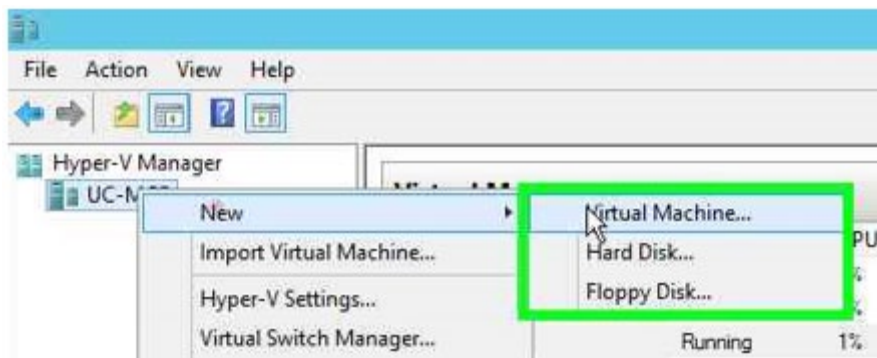 File Action View Help
Hyper-V Manager
New
Virtual Machine...
Import Virtual Machine...
Hard Disk...
Hyper-V Settings...
Floppy Disk...
Virtual Switch Manager...
Running 1%